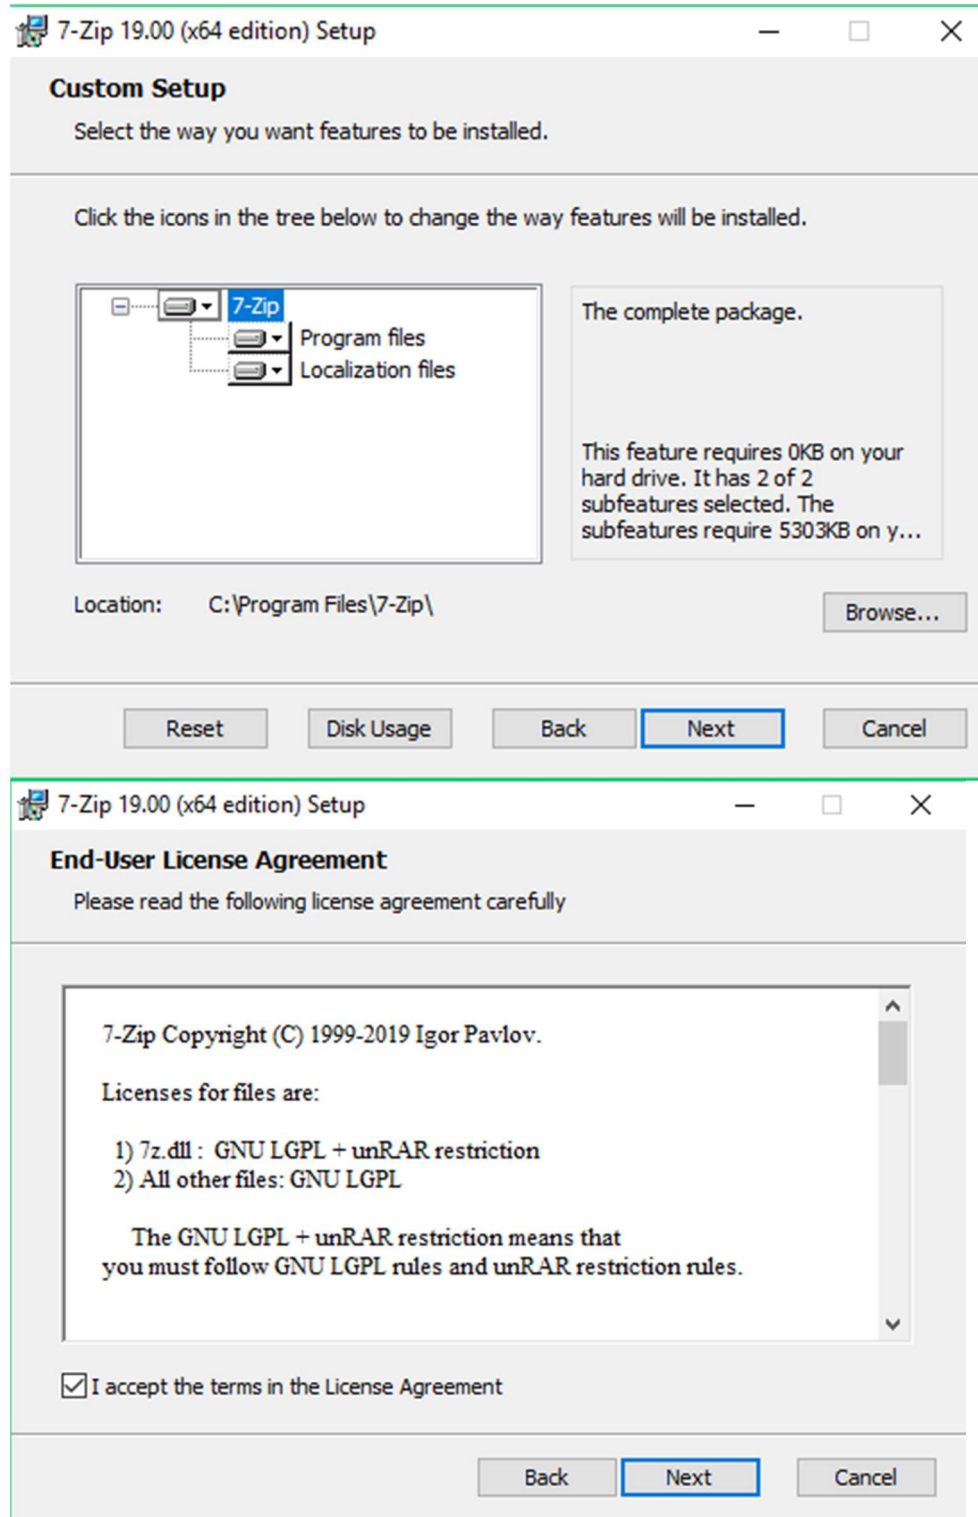 7-Zip 19.00 (x64 edition) Setup
Custom Setup
Select the way you want features to be installed.
Click the icons in the tree below to change the way features will be installed.
7-Zip
Program files
Localization files
The complete package.
This feature requires 0KB on your
hard drive. It has 2 of 2
subfeatures selected. The
subfeatures require 5303KB on y...
Location: C:\Program Files\7-Zip\
Browse...
Reset Disk Usage Back Next Cancel
7-Zip 19.00 (x64 edition) Setup
End-User License Agreement
Please read the following license agreement carefully
7-Zip Copyright (C) 1999-2019 Igor Pavlov.
Licenses for files are:
1) 7z.dll : GNU LGPL + unRAR restriction
2) All other files: GNU LGPL
The GNU LGPL + unRAR restriction means that
you must follow GNU LGPL rules and unRAR restriction rules.
I accept the terms in the License Agreement
Back Next Cancel